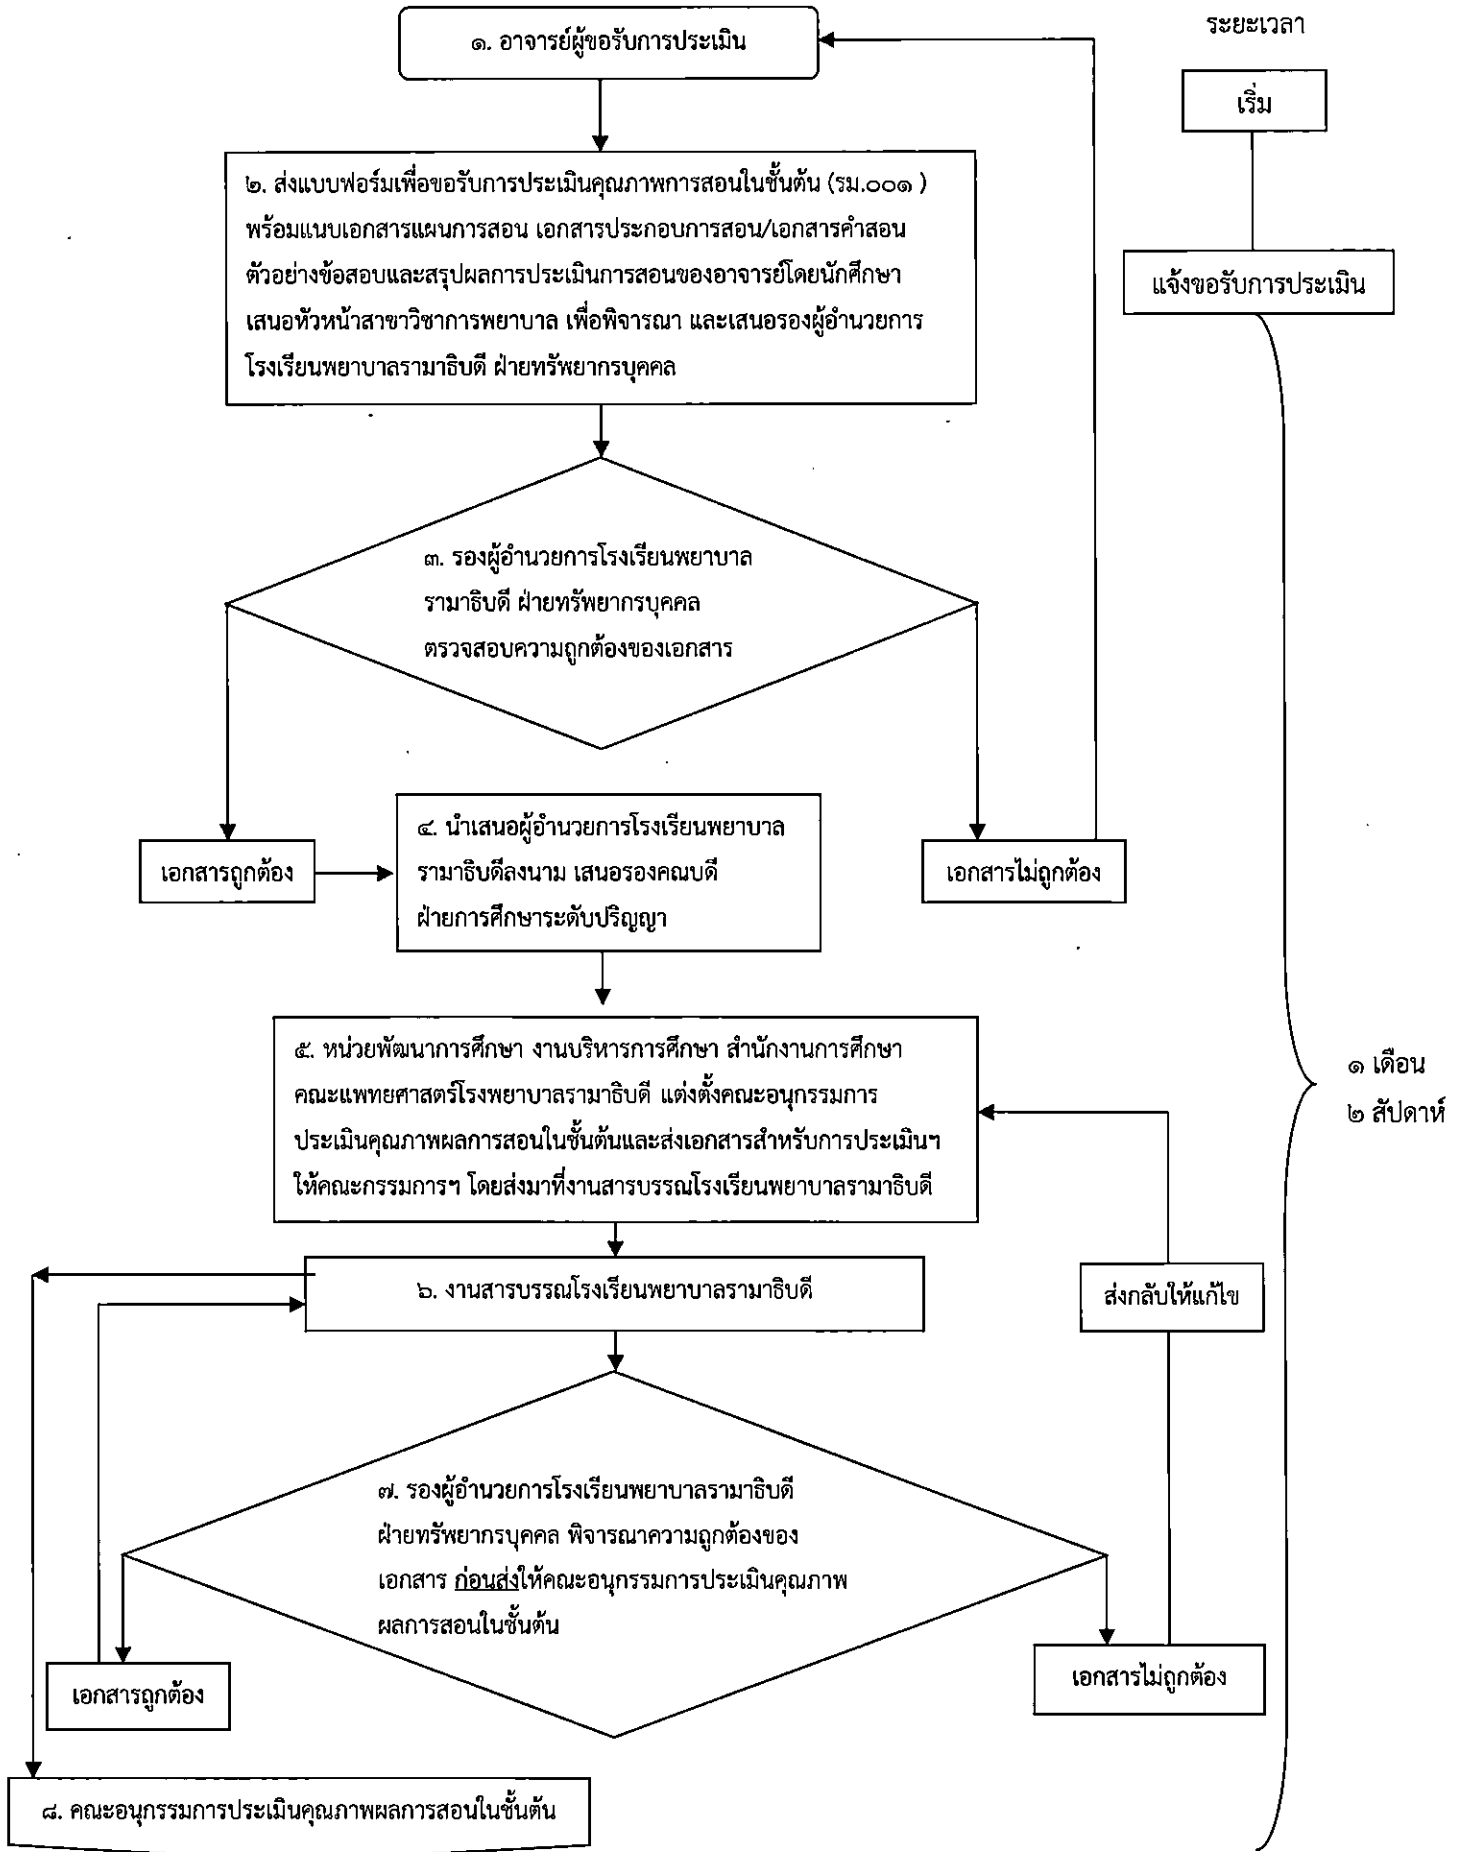 ระยะเวลา
๑. อาจารย์ผู้ขอรับการประเมิน
เริ่ม
๒. ส่งแบบฟอร์มเพื่อขอรับการประเมินคุณภาพการสอนในชั้นต้น (รม.๐๐๑ )
พร้อมแนบเอกสารแผนการสอน เอกสารประกอบการสอน/เอกสารคำสอน
ตัวอย่างข้อสอบและสรุปผลการประเมินการสอนของอาจารย์โดยนักศึกษา
เสนอหัวหน้าสาขาวิชาการพยาบาล เพื่อพิจารณา และเสนอรองผู้อำนวยการ
โรงเรียนพยาบาลรามาธิบดี ฝ่ายทรัพยากรบุคคล
แจ้งขอรับการประเมิน
๓. รองผู้อำนวยการโรงเรียนพยาบาล
รามาธิบดี ฝ่ายทรัพยากรบุคคล
ตรวจสอบความถูกต้องของเอกสาร
เอกสารถูกต้อง
๔. นำเสนอผู้อำนวยการโรงเรียนพยาบาล
รามาธิบดีลงนาม เสนอรองคณบดี
ฝ่ายการศึกษาระดับปริญญา
เอกสารไม่ถูกต้อง
๕. หน่วยพัฒนาการศึกษา งานบริหารการศึกษา สำนักงานการศึกษา
คณะแพทยศาสตร์โรงพยาบาลรามาธิบดี แต่งตั้งคณะอนุกรรมการ
ประเมินคุณภาพผลการสอนในชั้นต้นและส่งเอกสารสำหรับการประเมินฯ
ให้คณะกรรมการฯ โดยส่งมาที่งานสารบรรณโรงเรียนพยาบาลรามาธิบดี
๑ เดือน
๒ สัปดาห์
๖. งานสารบรรณโรงเรียนพยาบาลรามาธิบดี
ส่งกลับให้แก้ไข
๗. รองผู้อำนวยการโรงเรียนพยาบาลรามาธิบดี
ฝ่ายทรัพยากรบุคคล พิจารณาความถูกต้องของ
เอกสาร ก่อนส่งให้คณะอนุกรรมการประเมินคุณภาพ
ผลการสอนในชั้นต้น
เอกสารถูกต้อง
เอกสารไม่ถูกต้อง
๘. คณะอนุกรรมการประเมินคุณภาพผลการสอนในชั้นต้น